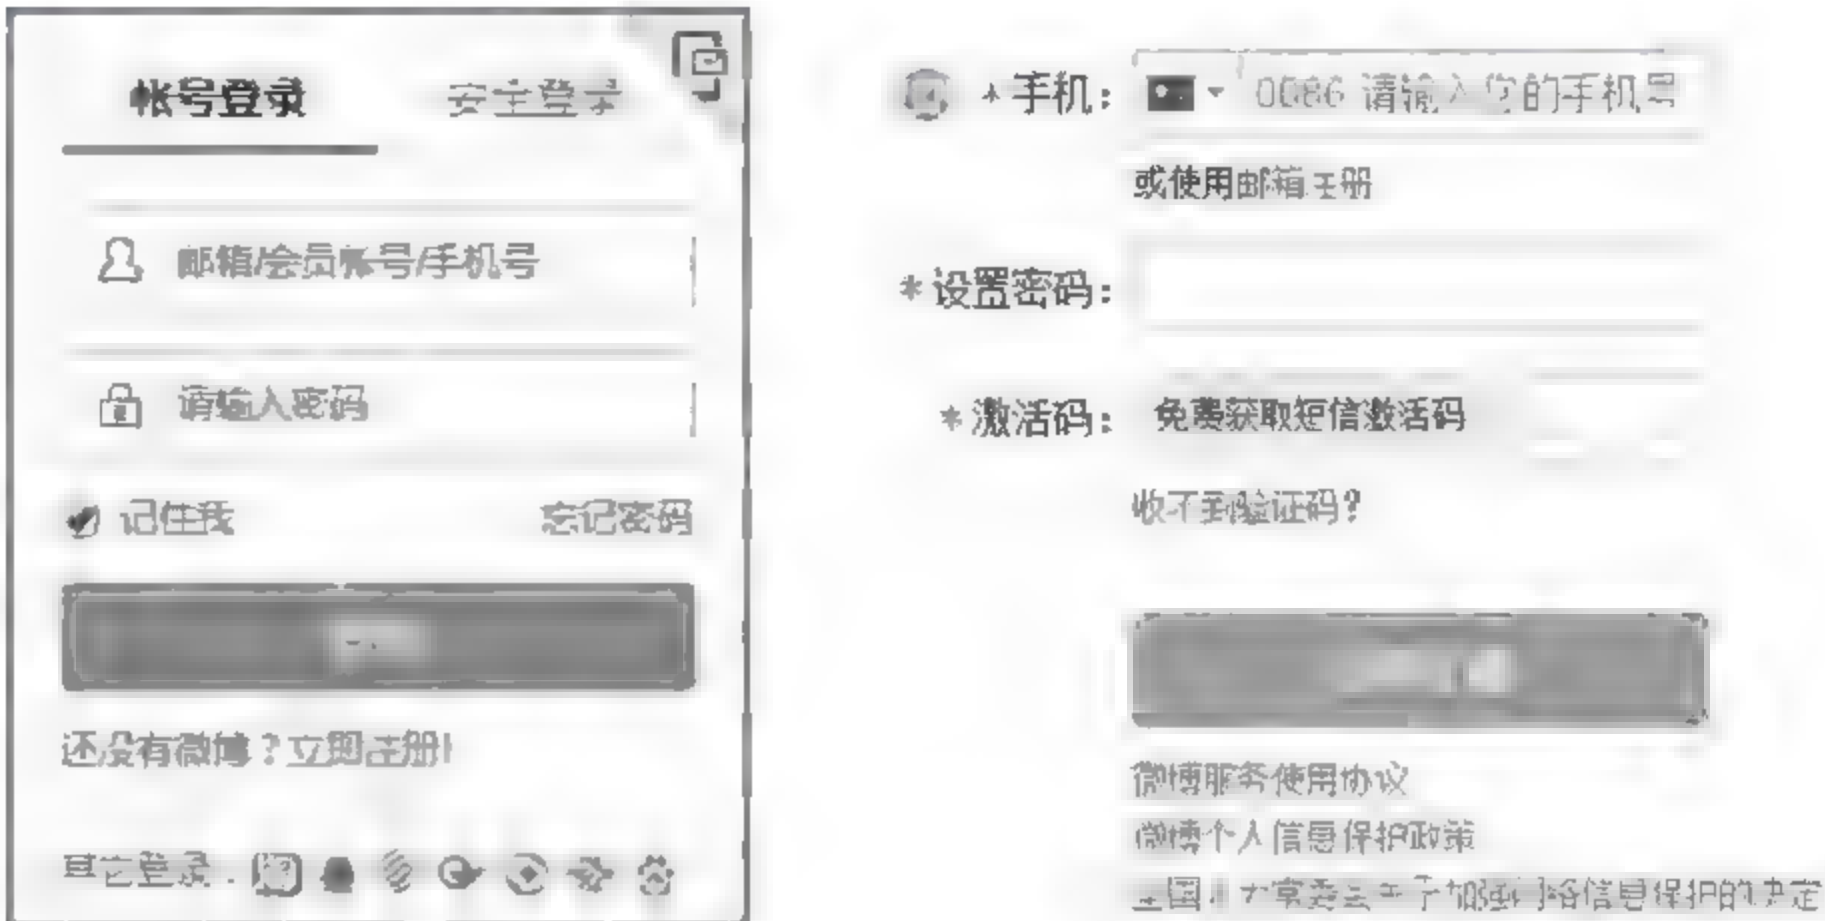 帐号登录 安全登录
邮箱/会员帐号/手机号
请输入密码
记住我 忘记密码
还没有微博？立即注册!
其它登录：
*手机： 0086 请输入您的手机号
或使用邮箱注册
*设置密码：
*激活码： 免费获取短信激活码
收不到验证码？
微博服务使用协议
微博个人信息保护政策
全国人大常委会关于加强网络信息保护的决定